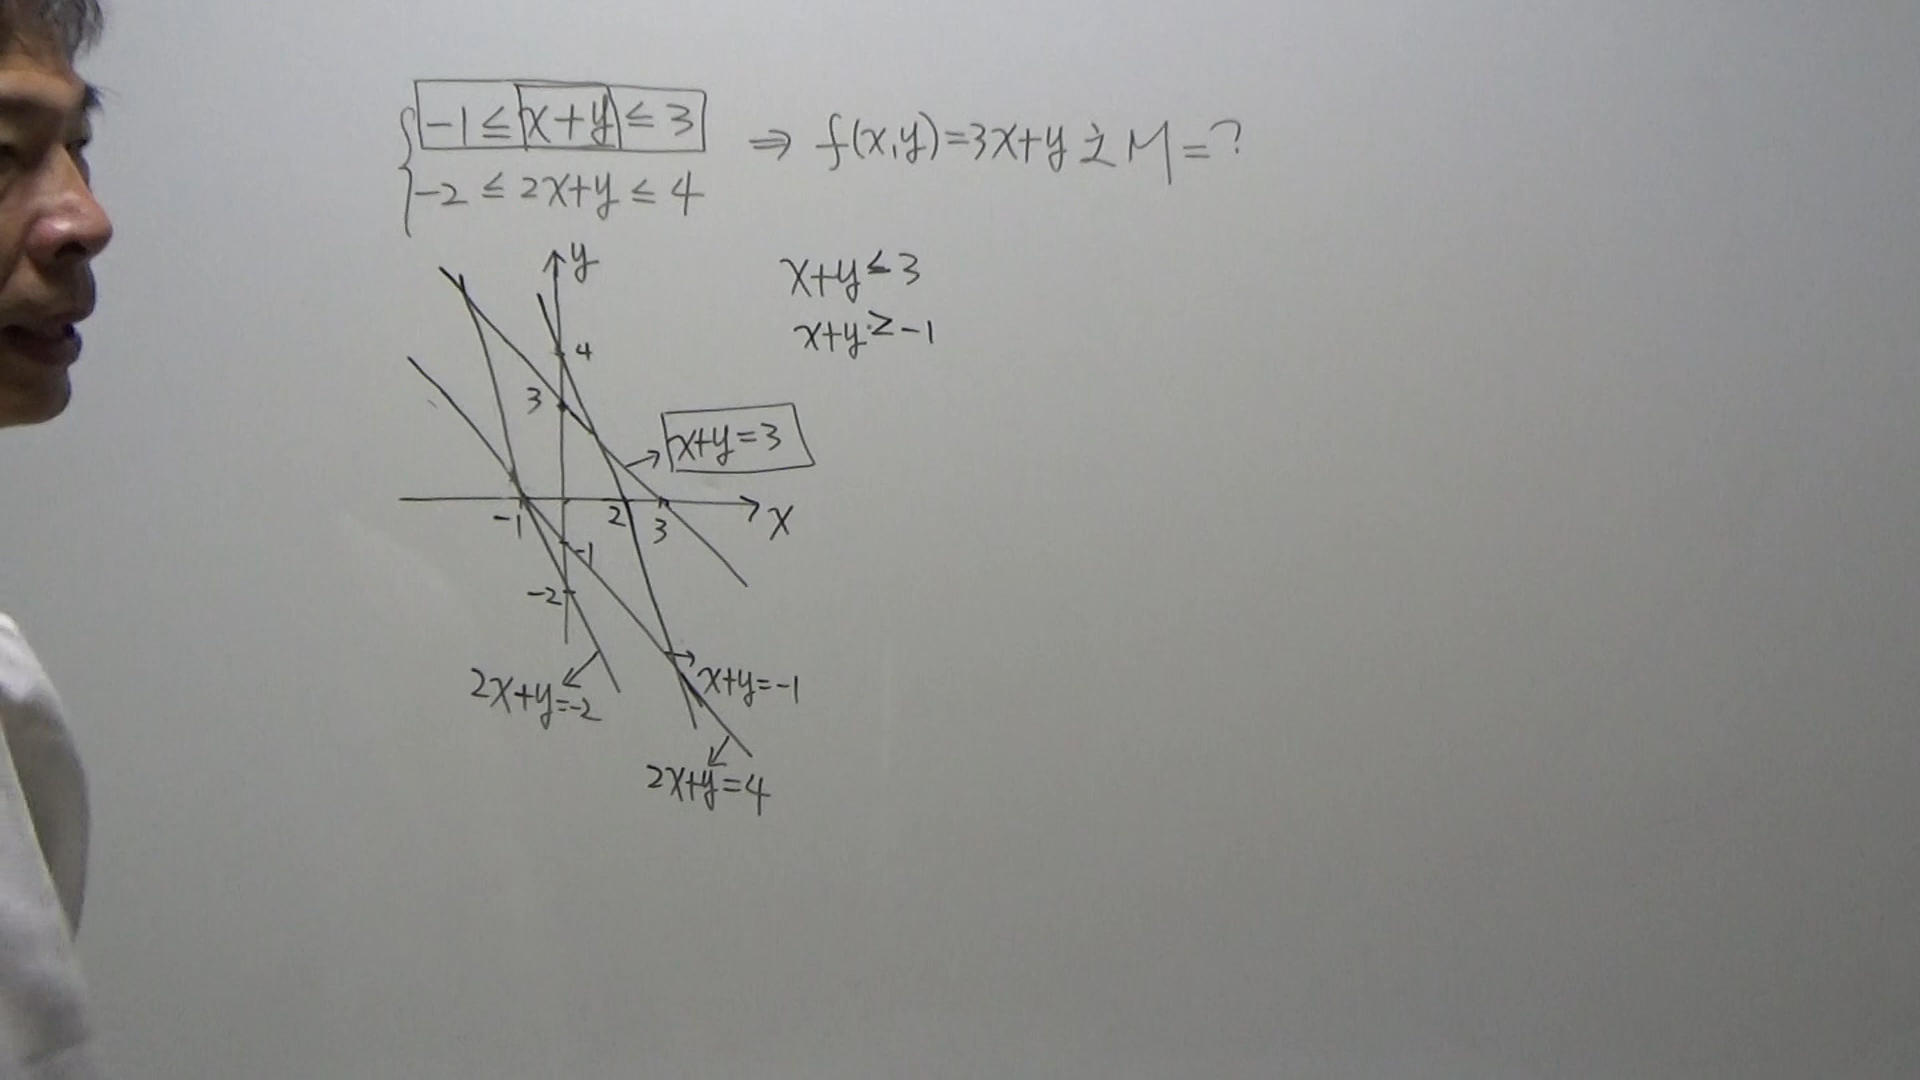 -1 ≤ x+y ≤ 3 ⇒ f(x,y)=3x+y 之 M = ?
-2 ≤ 2x+y ≤ 4
y
x+y ≤ 3
x+y ≥ -1
4
3
x+y=3
-1 2 3 x
-1
-2
2x+y=-2
x+y=-1
2x+y=4